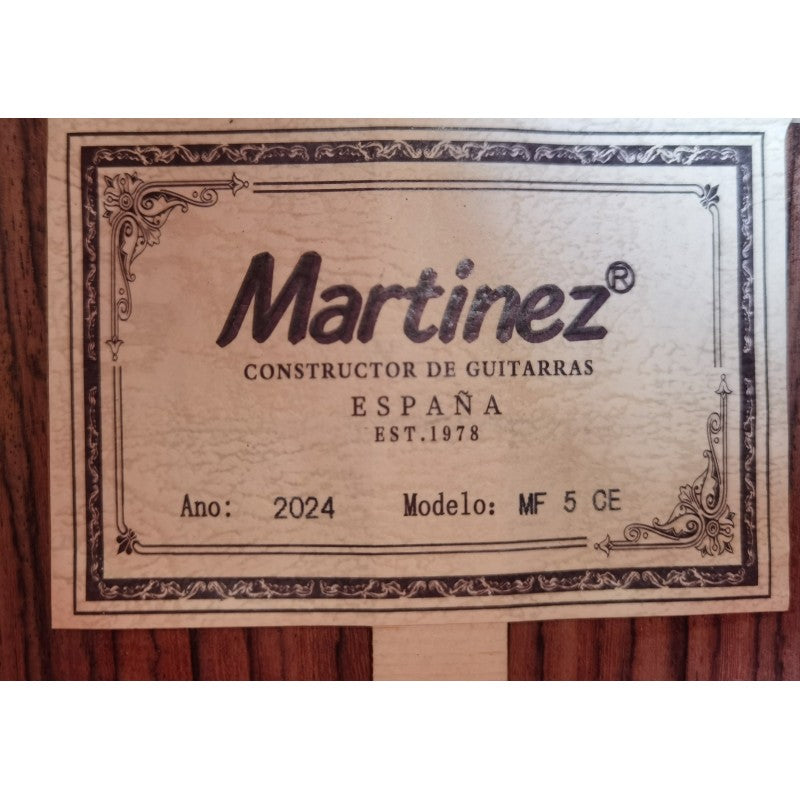 Martinez®
CONSTRUCTOR DE GUITARRAS
ESPAÑA
EST.1978
Ano: 2024 Modelo: MF 5 CE